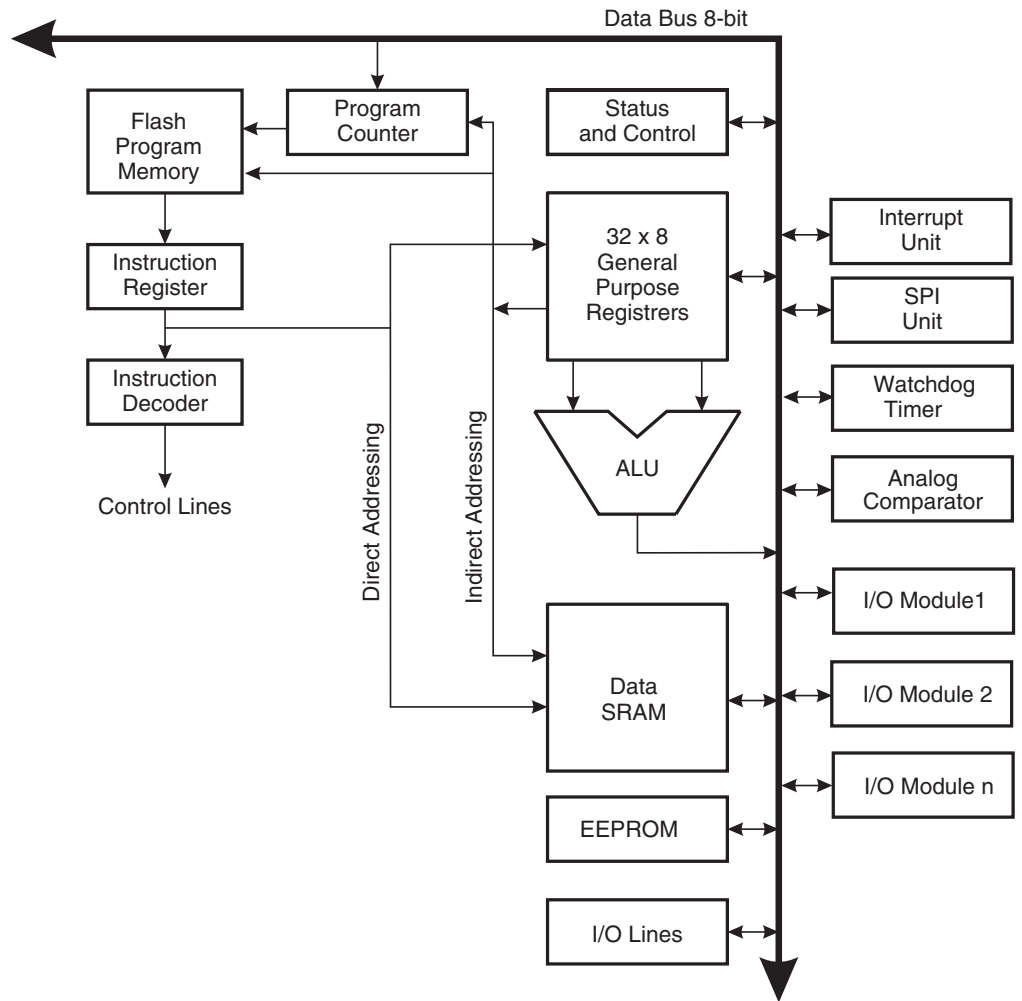 Data Bus 8-bit
Flash
Program
Memory
Program
Counter
Status
and Control
32 x 8
General
Purpose
Registrers
Interrupt
Unit
Instruction
Register
SPI
Unit
Instruction
Decoder
Watchdog
Timer
Control Lines
Direct Addressing
Indirect Addressing
ALU
Analog
Comparator
I/O Module1
Data
SRAM
I/O Module 2
I/O Module n
EEPROM
I/O Lines